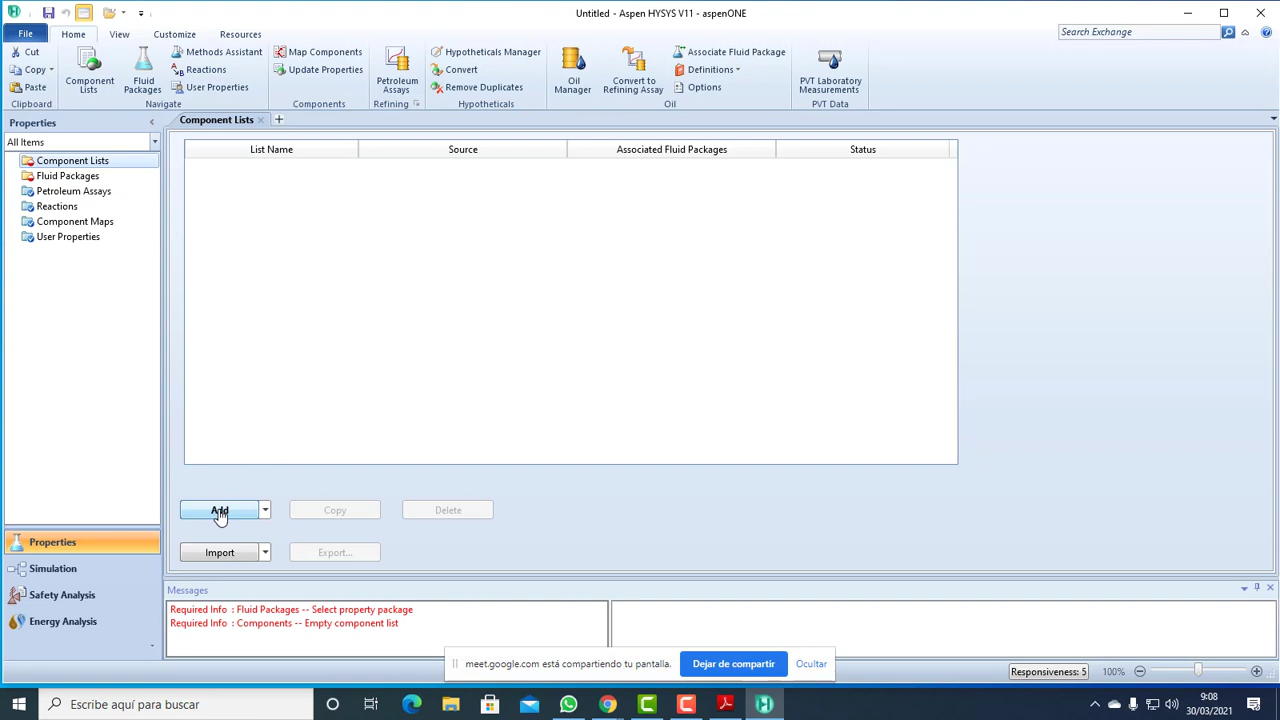 Untitled - Aspen HYSYS V11 - aspenONE
File
Home
View
Customize
Resources
Search Exchange
Cut
Copy
Paste
Clipboard
Component Lists
Fluid Packages
Methods Assistant
Reactions
User Properties
Navigate
Map Components
Update Properties
Components
Petroleum Assays
Refining
Hypotheticals Manager
Convert
Remove Duplicates
Hypotheticals
Oil Manager
Convert to Refining Assay
Associate Fluid Package
Definitions
Options
Oil
PVT Laboratory Measurements
PVT Data
Properties
All Items
Component Lists
Fluid Packages
Petroleum Assays
Reactions
Component Maps
User Properties
Properties
Simulation
Safety Analysis
Energy Analysis
Component Lists
List Name Source Associated Fluid Packages Status
Add
Copy
Delete
Import
Export...
Messages
Required Info : Fluid Packages -- Select property package
Required Info : Components -- Empty component list
meet.google.com está compartiendo tu pantalla.
Dejar de compartir
Ocultar
Responsiveness: 5
100%
Escribe aquí para buscar
9:08
30/03/2021